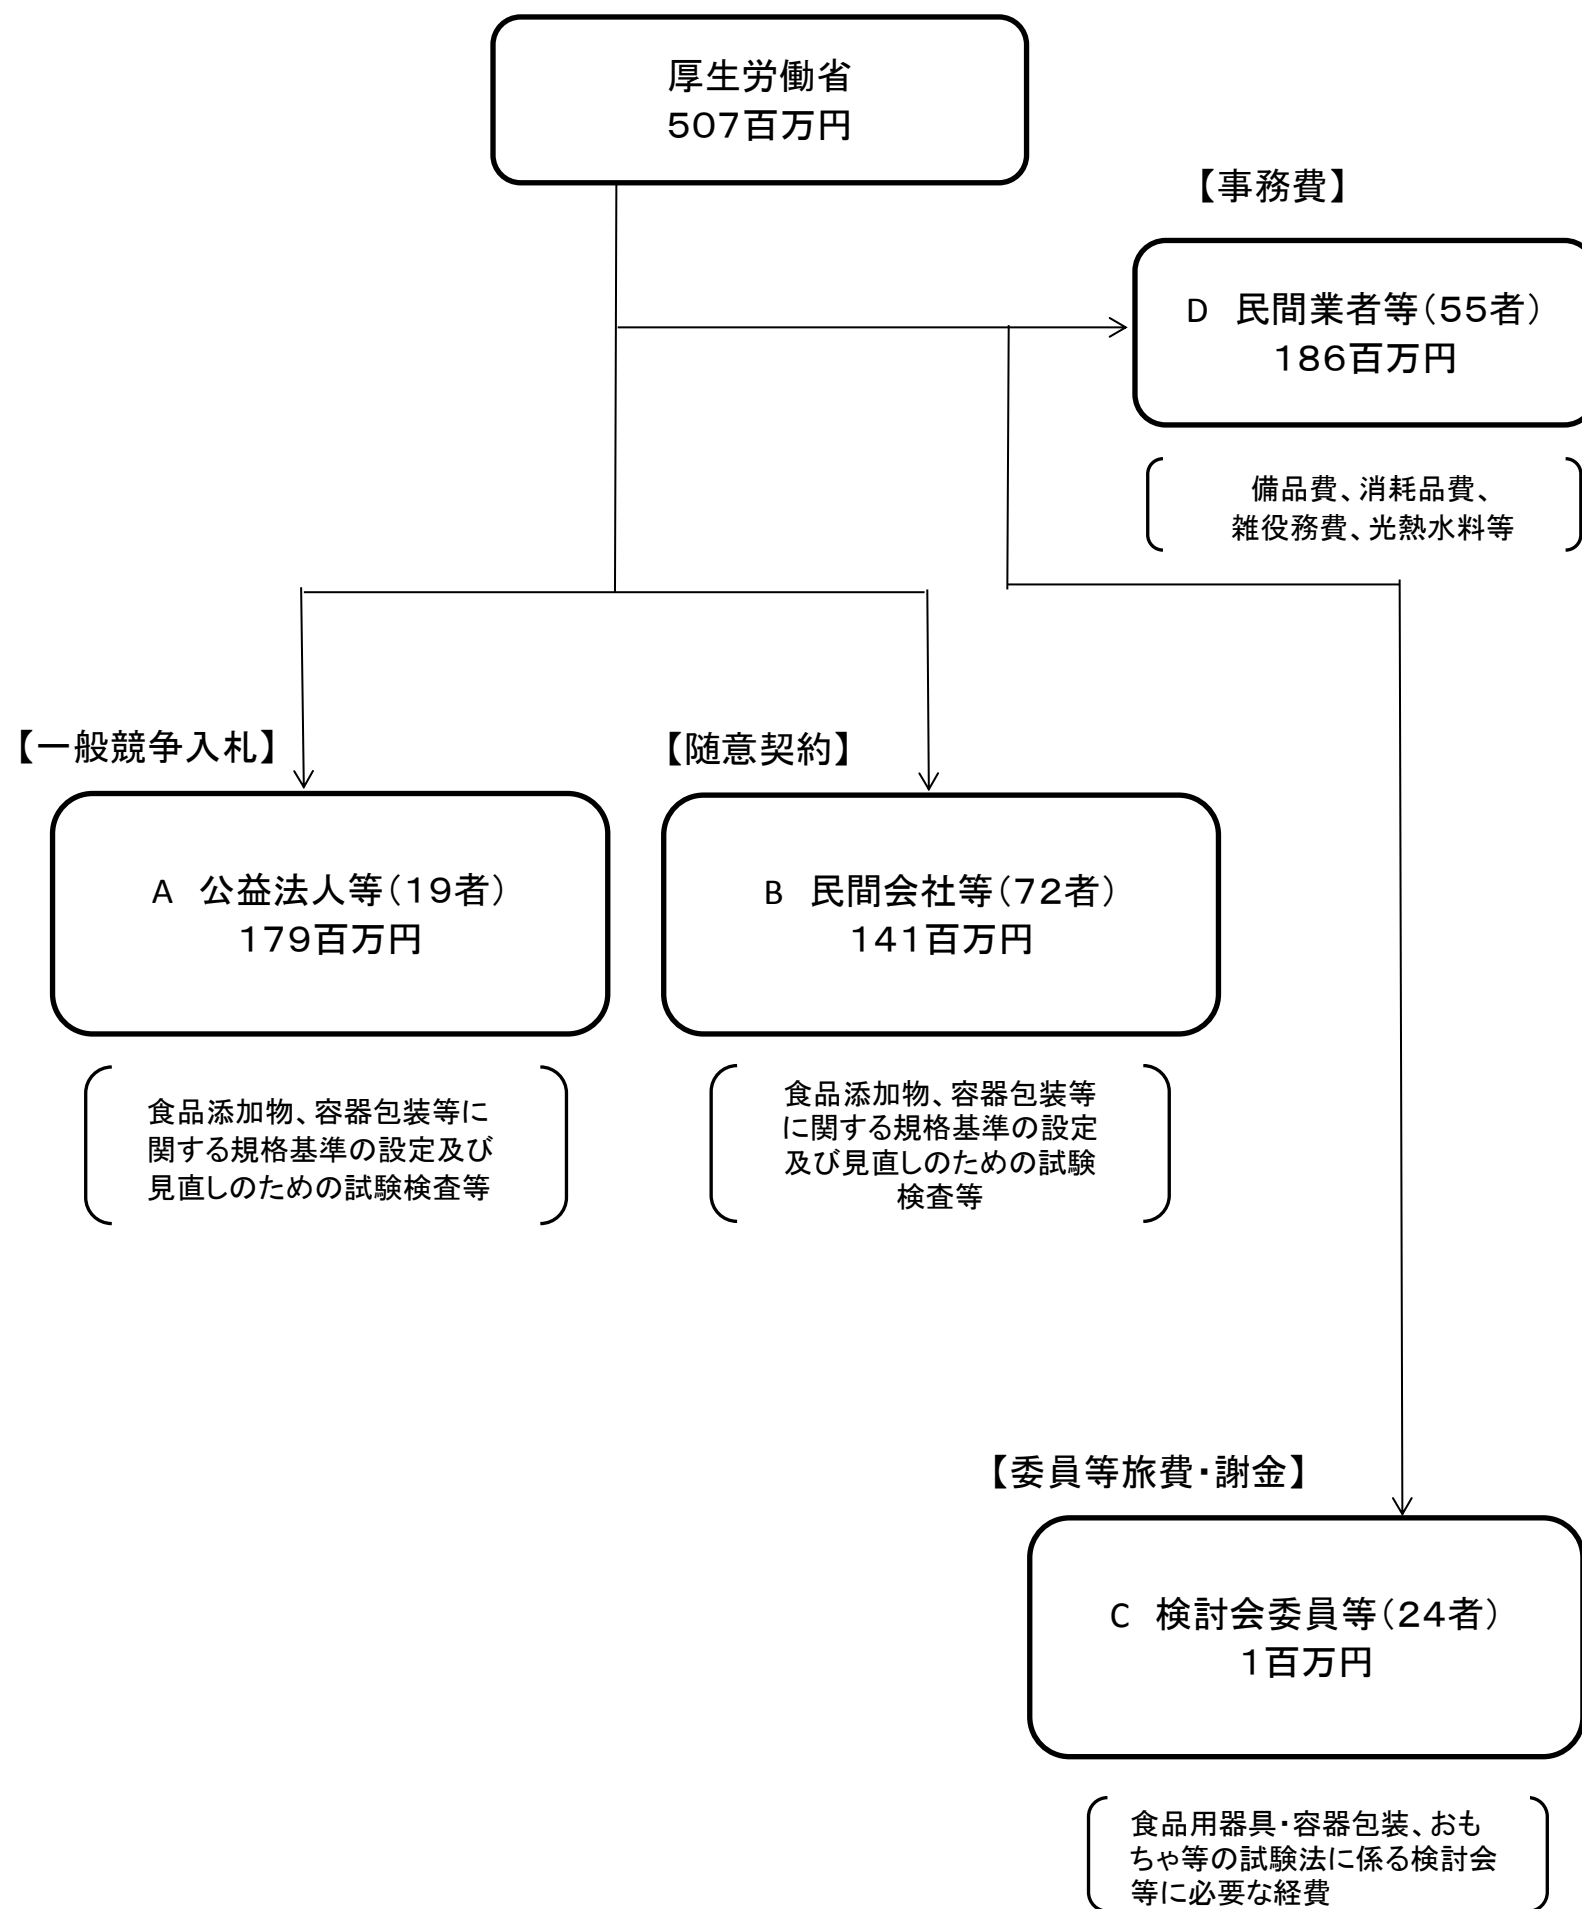 厚生労働省
507百万円
【事務費】
D　民間業者等(55者)
186百万円
備品費、消耗品費、
雑役務費、光熱水料等
【一般競争入札】
A　公益法人等(19者)
179百万円
食品添加物、容器包装等に
関する規格基準の設定及び
見直しのための試験検査等
【随意契約】
B　民間会社等(72者)
141百万円
食品添加物、容器包装等
に関する規格基準の設定
及び見直しのための試験
検査等
【委員等旅費・謝金】
C　検討会委員等(24者)
1百万円
食品用器具・容器包装、おも
ちゃ等の試験法に係る検討会
等に必要な経費